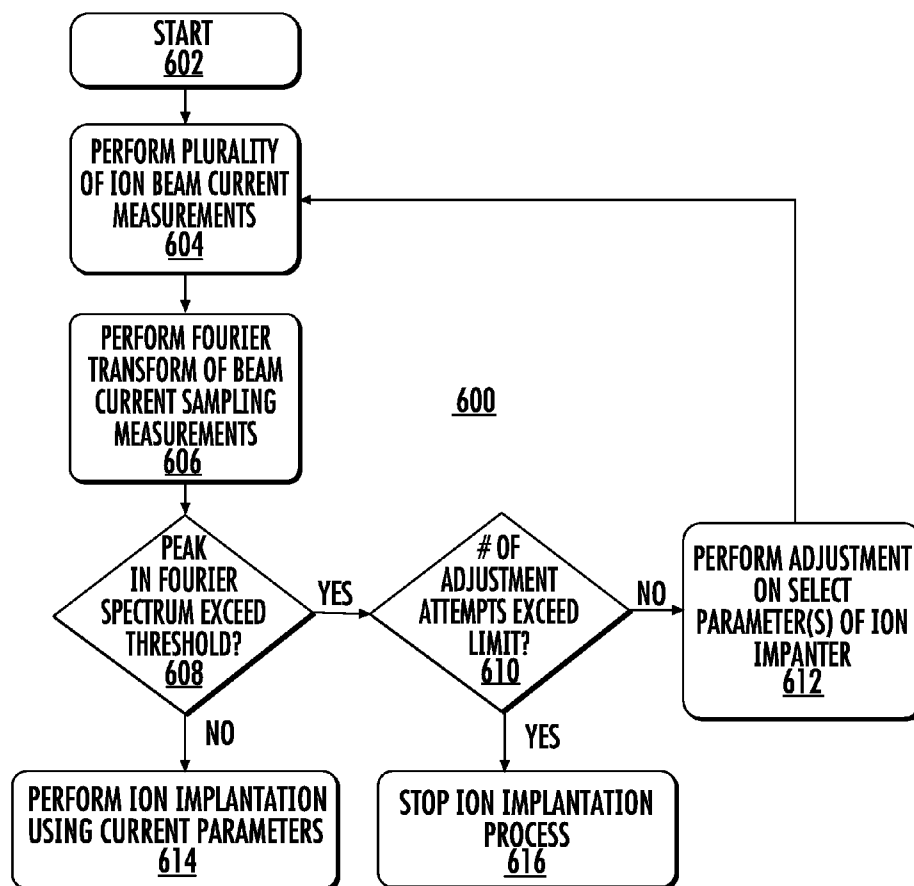 START
602
PERFORM PLURALITY
OF ION BEAM CURRENT
MEASUREMENTS
604
PERFORM FOURIER
TRANSFORM OF BEAM
CURRENT SAMPLING
MEASUREMENTS
606
600
PEAK
IN FOURIER
SPECTRUM EXCEED
THRESHOLD?
608
YES
# OF
ADJUSTMENT
ATTEMPTS EXCEED
LIMIT?
610
NO
PERFORM ADJUSTMENT
ON SELECT
PARAMETER(S) OF ION
IMPANTER
612
NO
YES
PERFORM ION IMPLANTATION
USING CURRENT PARAMETERS
614
STOP ION IMPLANTATION
PROCESS
616